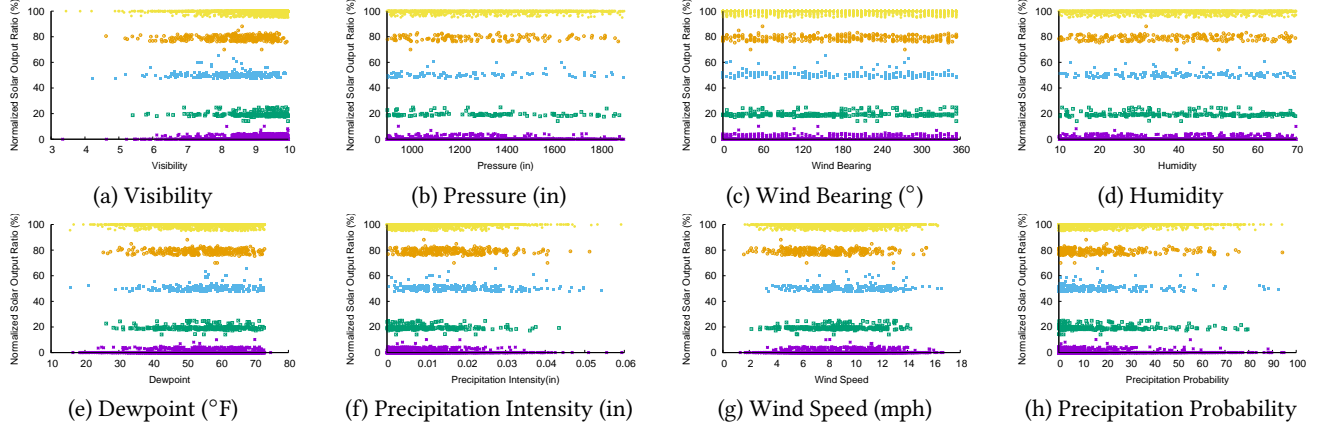 Normalized Solar Output Ratio (%)
100
80
60
40
20
0
3 4 5 6 7 8 9 10
Visibility
(a) Visibility
Normalized Solar Output Ratio (%)
100
80
60
40
20
0
1000 1200 1400 1600 1800
Pressure (in)
(b) Pressure (in)
Normalized Solar Output Ratio (%)
100
80
60
40
20
0
0 60 120 180 240 300 360
Wind Bearing
(c) Wind Bearing (°)
Normalized Solar Output Ratio (%)
100
80
60
40
20
0
10 20 30 40 50 60 70
Humidity
(d) Humidity
Normalized Solar Output Ratio (%)
100
80
60
40
20
0
10 20 30 40 50 60 70 80
Dewpoint
(e) Dewpoint (°F)
Normalized Solar Output Ratio (%)
100
80
60
40
20
0
0 0.01 0.02 0.03 0.04 0.05 0.06
Precipitation Intensity(in)
(f) Precipitation Intensity (in)
Normalized Solar Output Ratio (%)
100
80
60
40
20
0
0 2 4 6 8 10 12 14 16 18
Wind Speed
(g) Wind Speed (mph)
Normalized Solar Output Ratio (%)
100
80
60
40
20
0
0 10 20 30 40 50 60 70 80 90 100
Precipitation Probability
(h) Precipitation Probability